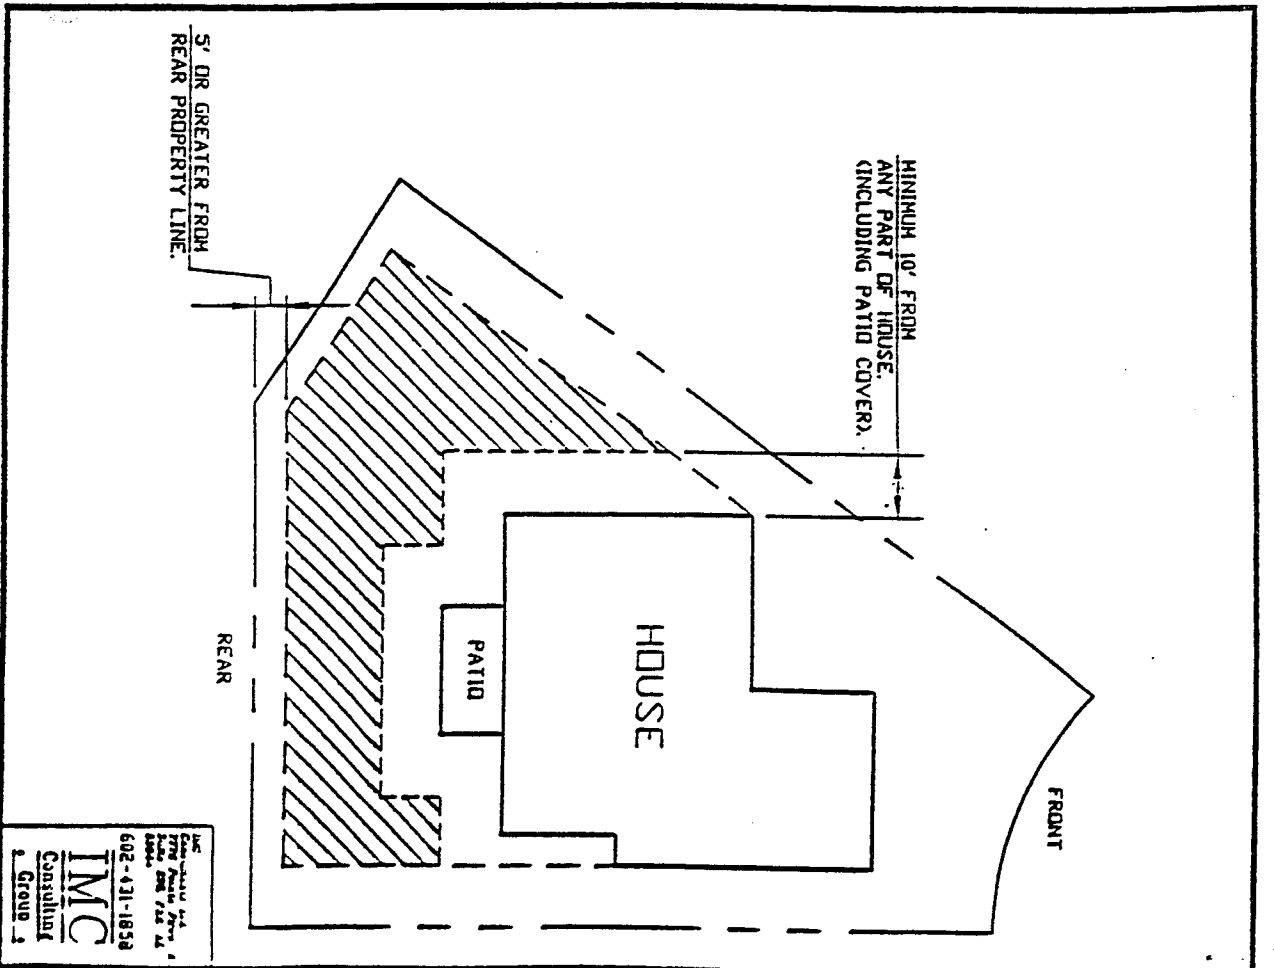 MINIMUM 10' FROM
ANY PART OF HOUSE.
(INCLUDING PATIO COVER).
5' OR GREATER FROM
REAR PROPERTY LINE.
FRONT
HOUSE
PATIO
REAR
602-431-1858
IMC
Consulting
Group